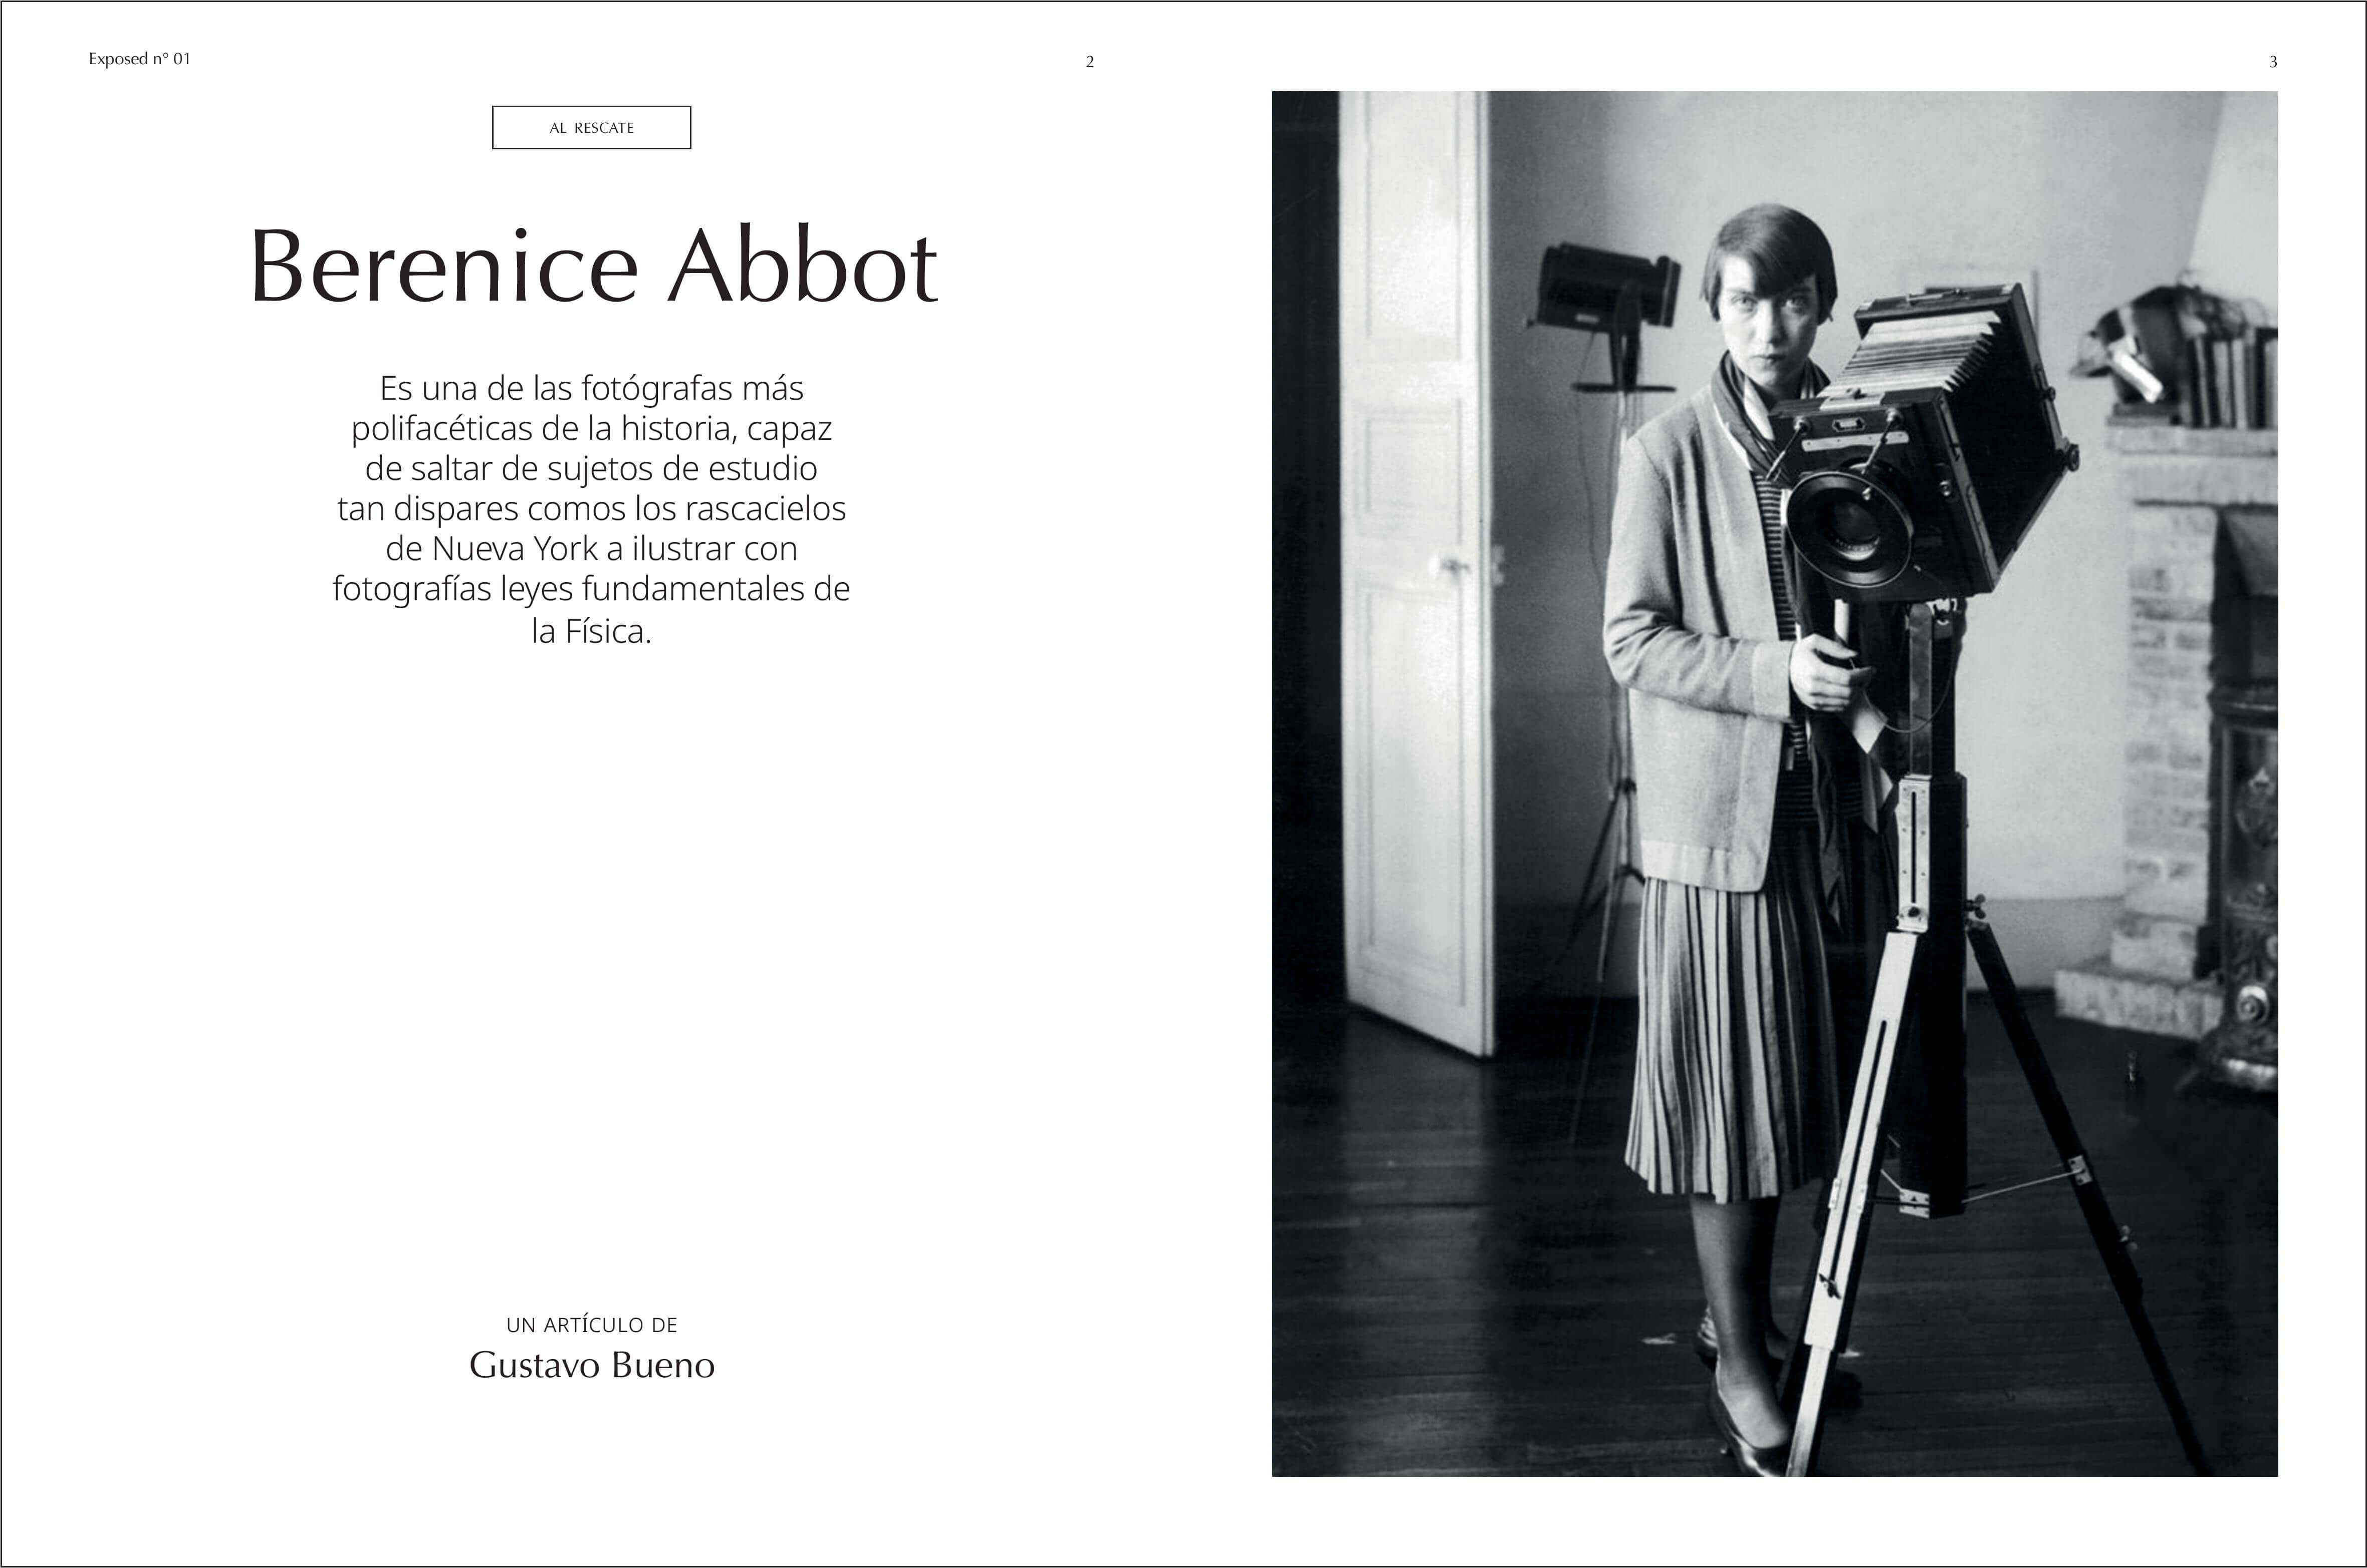 Exposed n° 01
2
3
AL RESCATE
Berenice Abbot
Es una de las fotógrafas más
polifacéticas de la historia, capaz
de saltar de sujetos de estudio
tan dispares comos los rascacielos
de Nueva York a ilustrar con
fotografías leyes fundamentales de
la Física.
UN ARTÍCULO DE
Gustavo Bueno